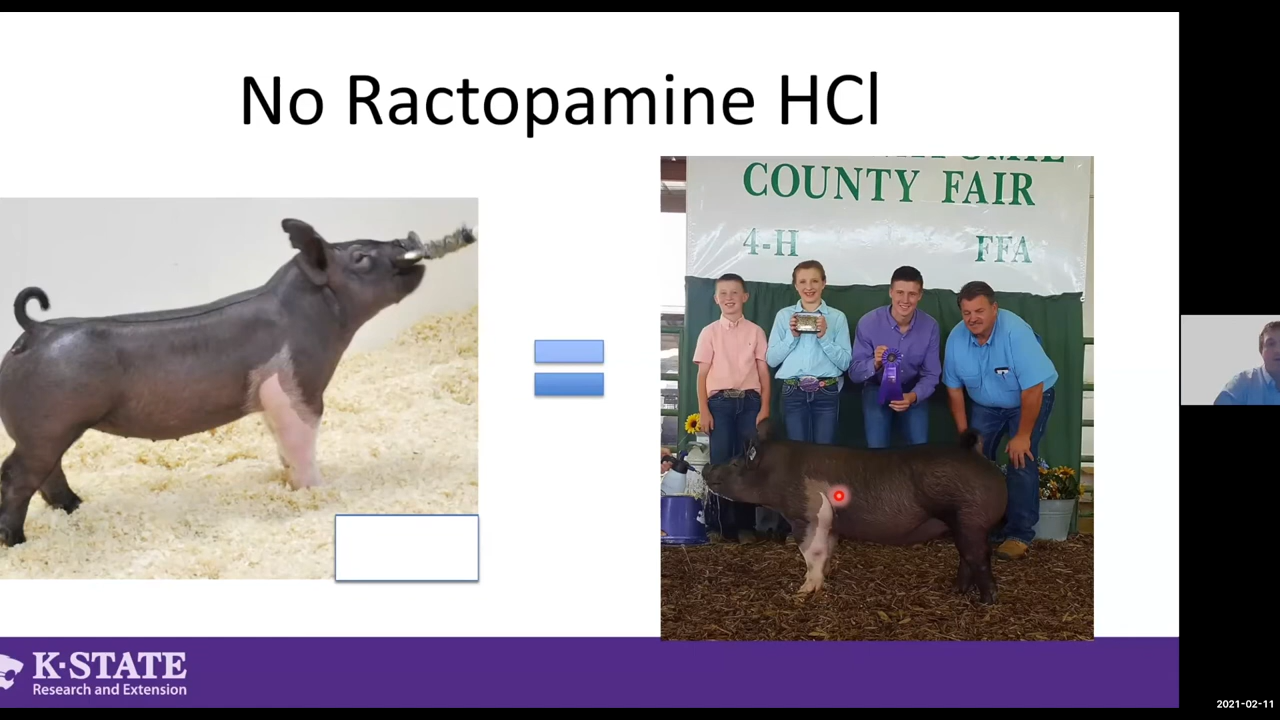 No Ractopamine HCl
COUNTY FAIR
4-H FFA
K-STATE
Research and Extension
2021-02-11